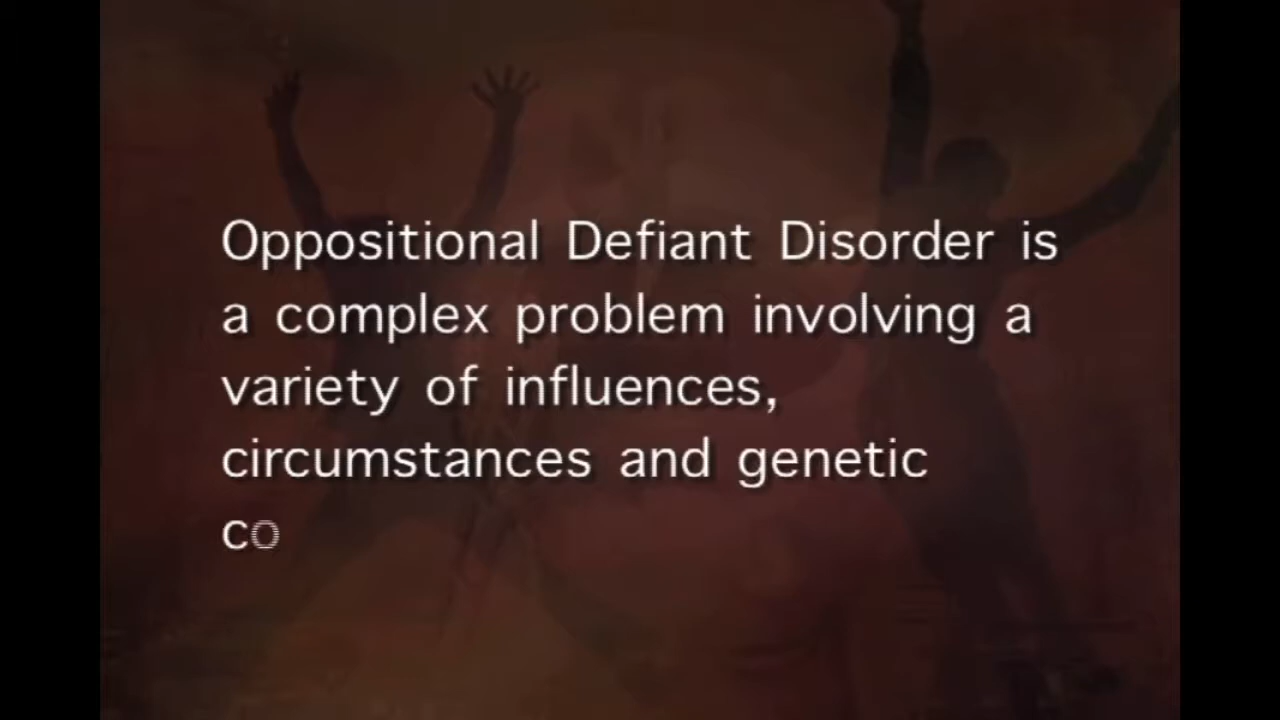 Oppositional Defiant Disorder is
a complex problem involving a
variety of influences,
circumstances and genetic
co